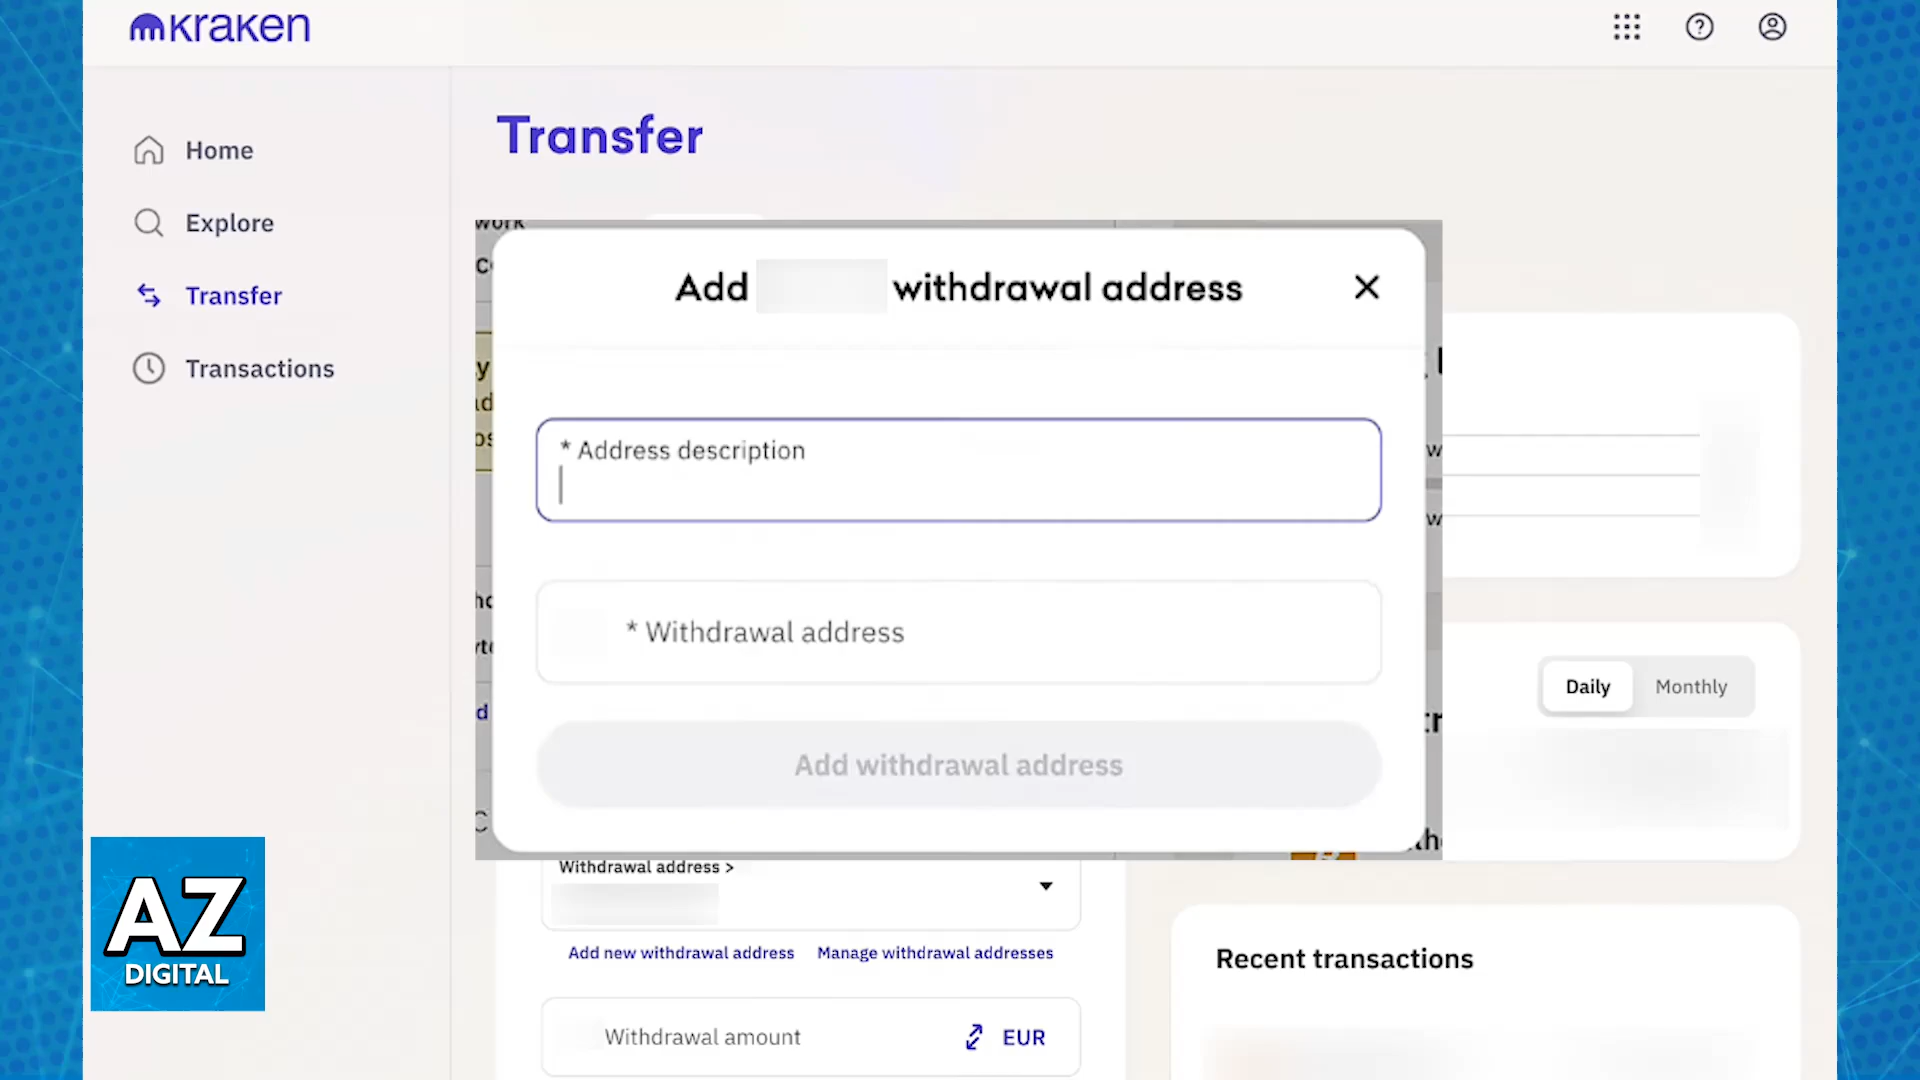 kraken
Home
Explore
Transfer
Transactions
Transfer
work
Add withdrawal address
* Address description
* Withdrawal address
Add withdrawal address
Withdrawal address >
Add new withdrawal address Manage withdrawal addresses
Withdrawal amount EUR
Daily Monthly
Recent transactions
AZ
DIGITAL